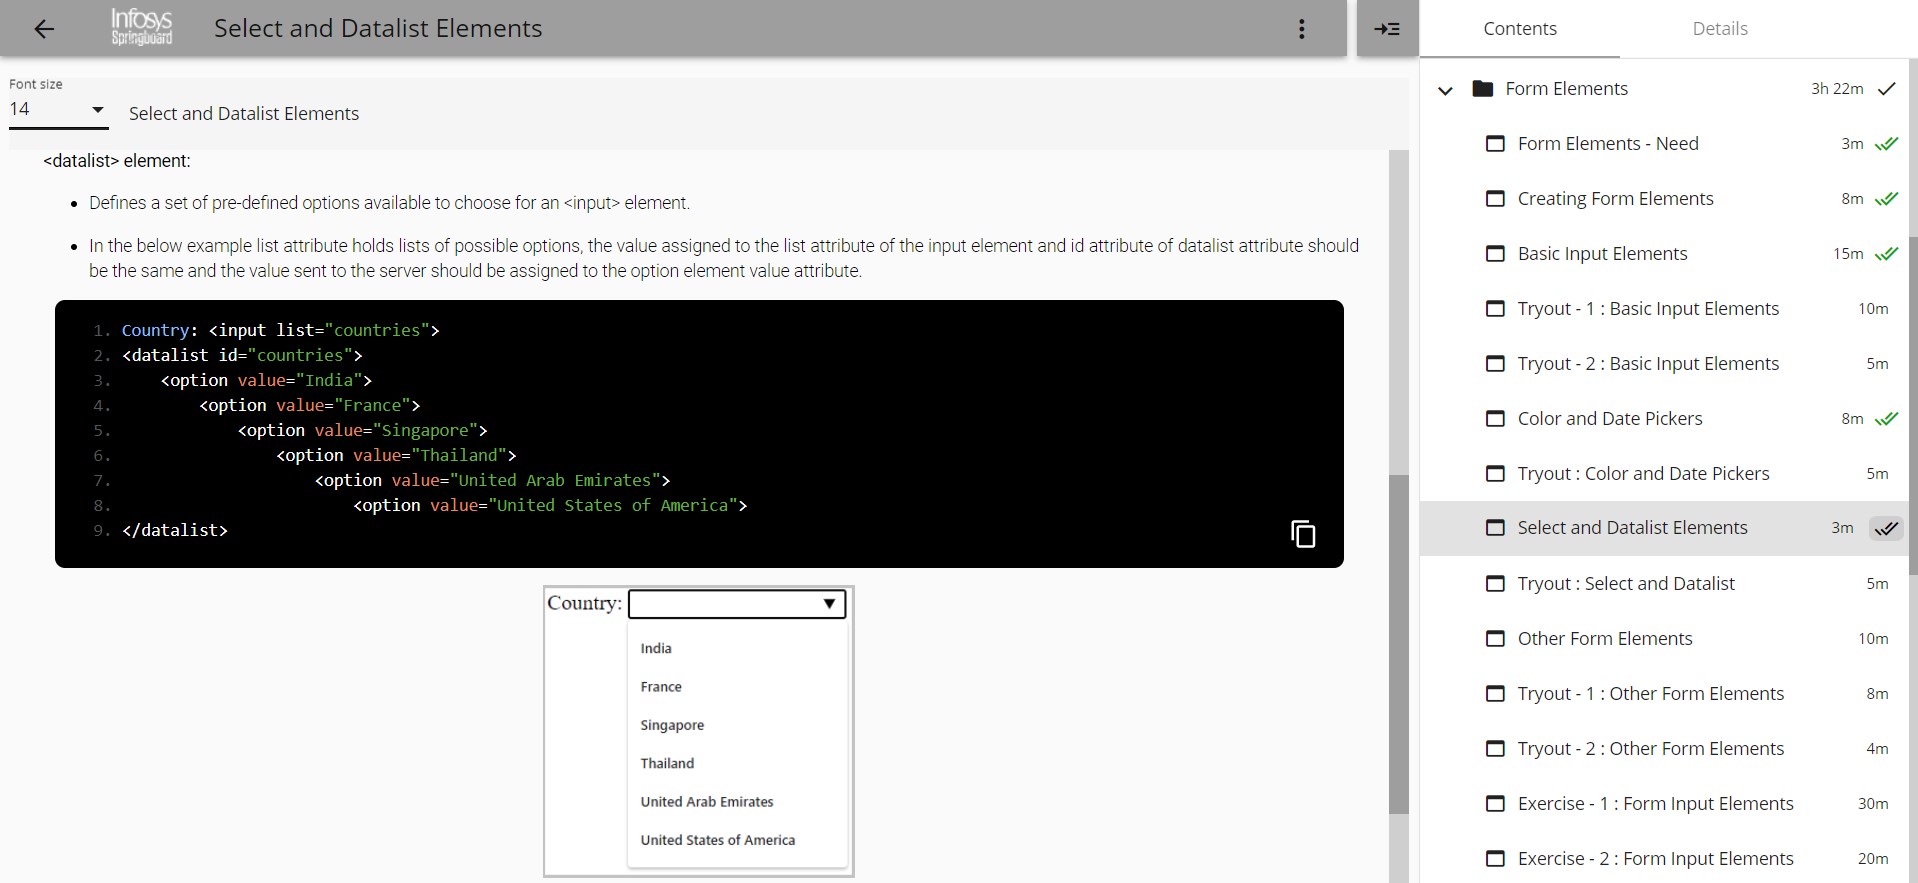 Infosys
Springboard
Select and Datalist Elements
Font size
14
Select and Datalist Elements
<datalist> element:
Defines a set of pre-defined options available to choose for an <input> element.
In the below example list attribute holds lists of possible options, the value assigned to the list attribute of the input element and id attribute of datalist attribute should
be the same and the value sent to the server should be assigned to the option element value attribute.
1. Country: <input list="countries">
2. <datalist id="countries">
3. <option value="India">
4. <option value="France">
5. <option value="Singapore">
6. <option value="Thailand">
7. <option value="United Arab Emirates">
8. <option value="United States of America">
9. </datalist>
Country:
India
France
Singapore
Thailand
United Arab Emirates
United States of America
Contents
Details
Form Elements 3h 22m
Form Elements - Need 3m
Creating Form Elements 8m
Basic Input Elements 15m
Tryout - 1 : Basic Input Elements 10m
Tryout - 2 : Basic Input Elements 5m
Color and Date Pickers 8m
Tryout : Color and Date Pickers 5m
Select and Datalist Elements 3m
Tryout : Select and Datalist 5m
Other Form Elements 10m
Tryout - 1 : Other Form Elements 8m
Tryout - 2 : Other Form Elements 4m
Exercise - 1 : Form Input Elements 30m
Exercise - 2 : Form Input Elements 20m